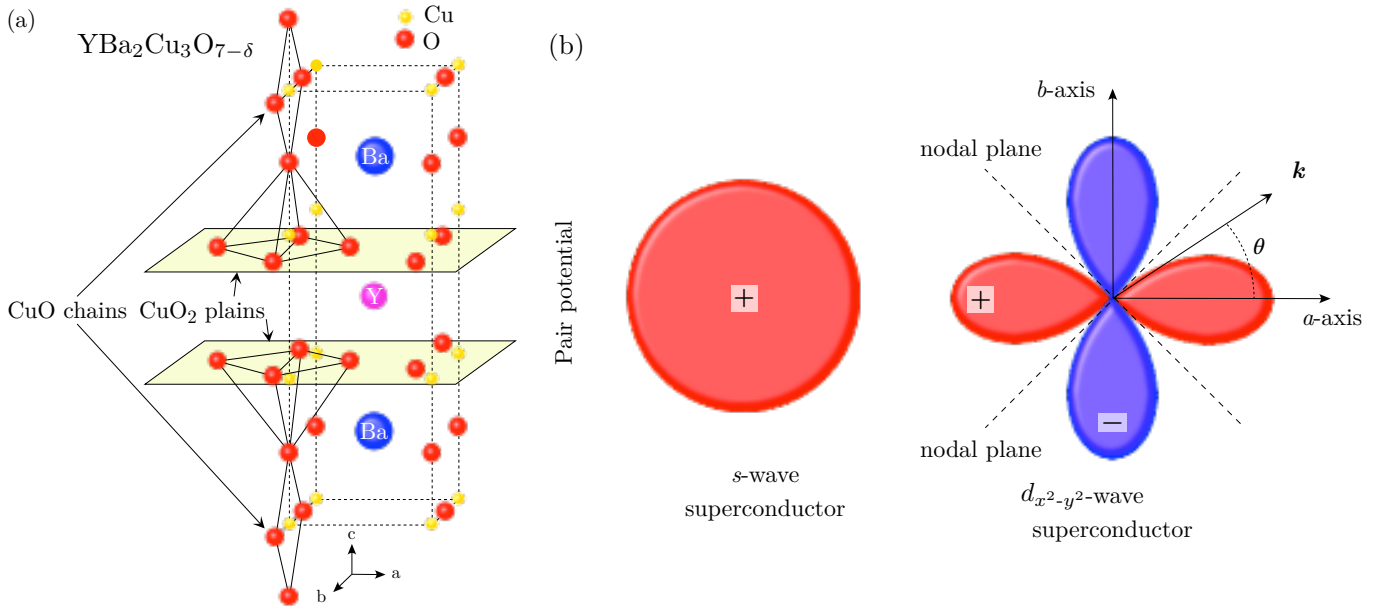 (a)
YBa₂Cu₃O₇₋δ
Cu
O
Ba
CuO chains
CuO₂ plains
Y
Ba
c
b
a
(b)
Pair potential
+
s-wave
superconductor
b-axis
nodal plane
k
θ
+
a-axis
−
nodal plane
dₓ²-y²-wave
superconductor